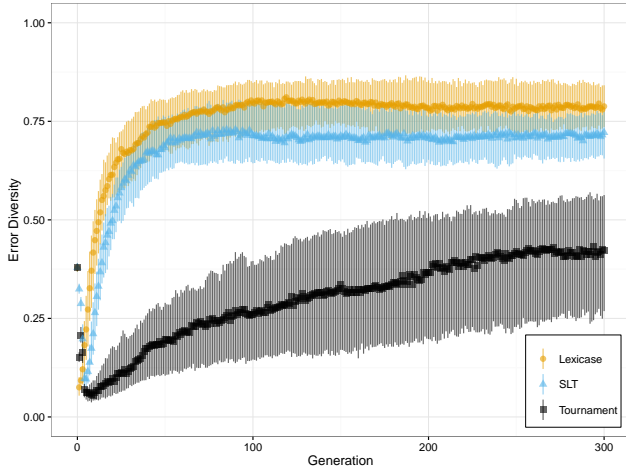 1.00
0.75
0.50
0.25
0.00
Error Diversity
0
100
200
300
Generation
Lexicase
SLT
Tournament